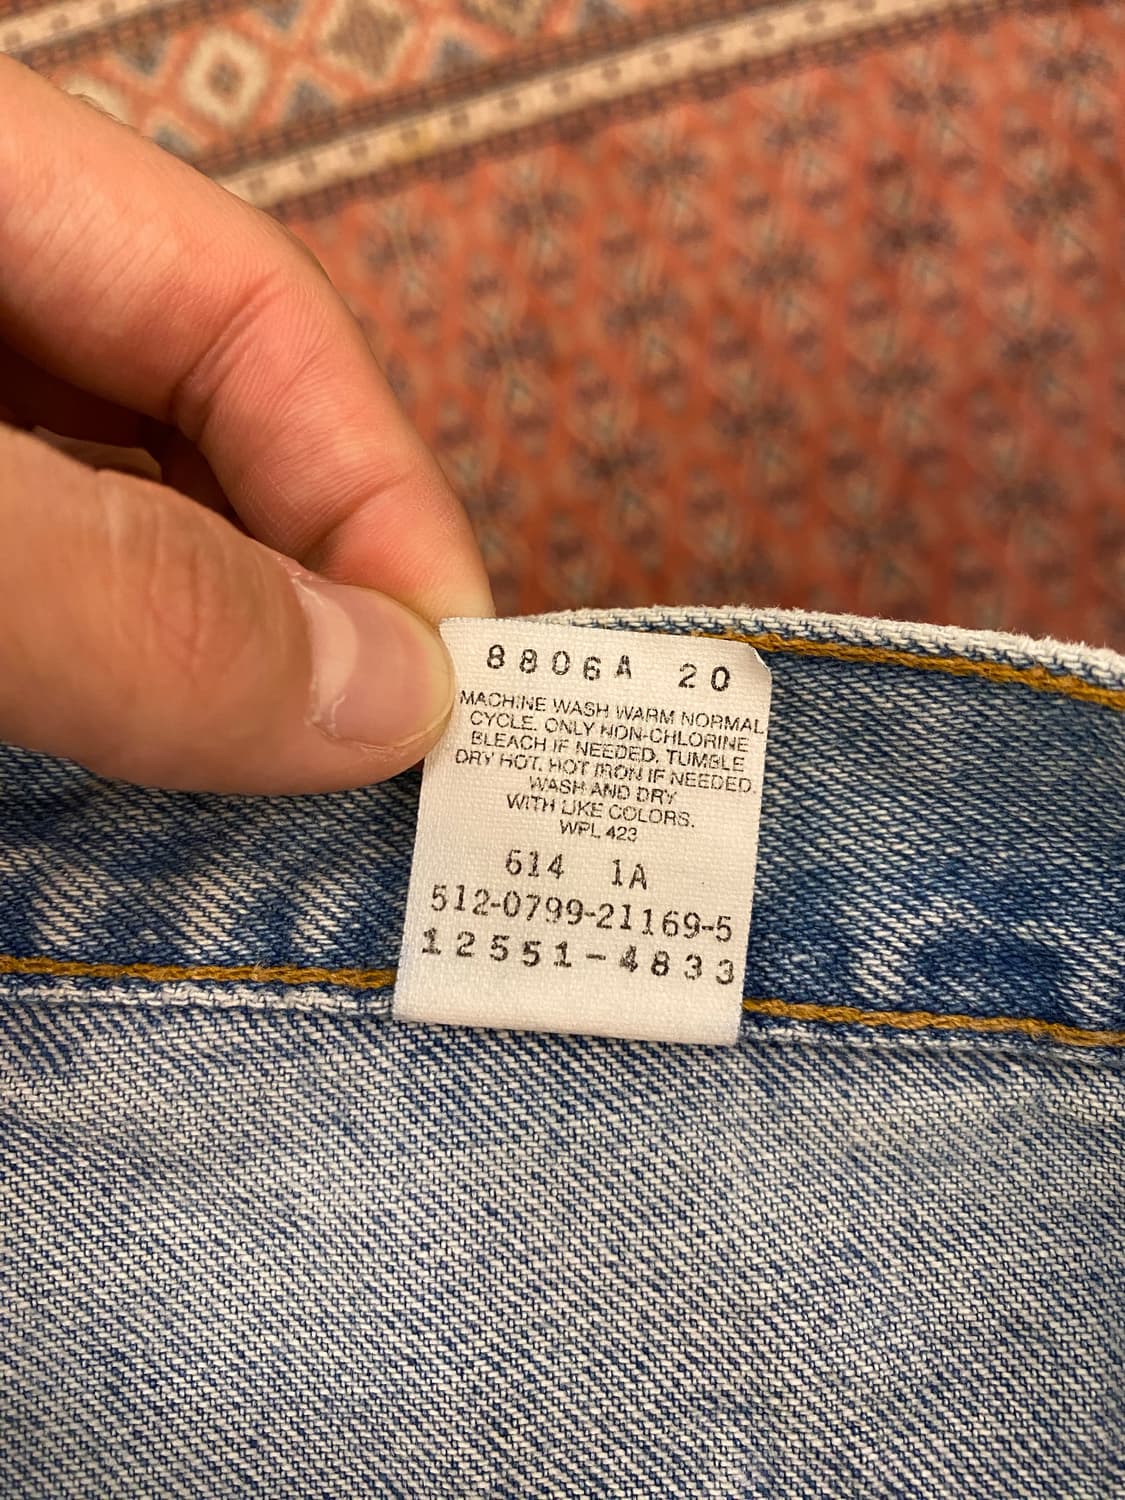 8806A 20
MACHINE WASH WARM NORMAL
CYCLE. ONLY NON-CHLORINE
BLEACH IF NEEDED. TUMBLE
DRY HOT. HOT IRON IF NEEDED.
WASH AND DRY
WITH LIKE COLORS.
WPL 423
614 1A
512-0799-21169-5
12551-4833